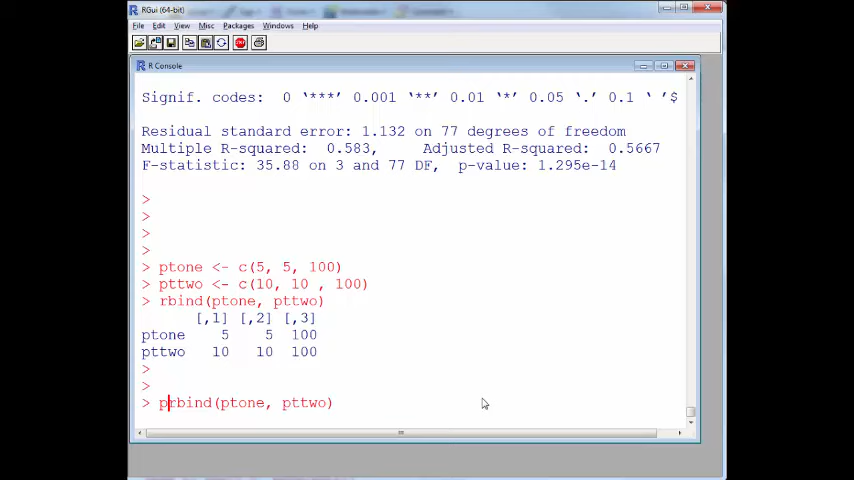 RGui (64-bit)
File Edit View Misc Packages Windows Help
R Console
Signif. codes:  0 ‘***’ 0.001 ‘**’ 0.01 ‘*’ 0.05 ‘.’ 0.1 ‘ ’$
Residual standard error: 1.132 on 77 degrees of freedom
Multiple R-squared:  0.583,     Adjusted R-squared:  0.5667
F-statistic: 35.88 on 3 and 77 DF,  p-value: 1.295e-14
>
>
>
>
> ptone <- c(5, 5, 100)
> pttwo <- c(10, 10 , 100)
> rbind(ptone, pttwo)
[,1] [,2] [,3]
ptone    5    5  100
pttwo   10   10  100
>
>
> prbind(ptone, pttwo)